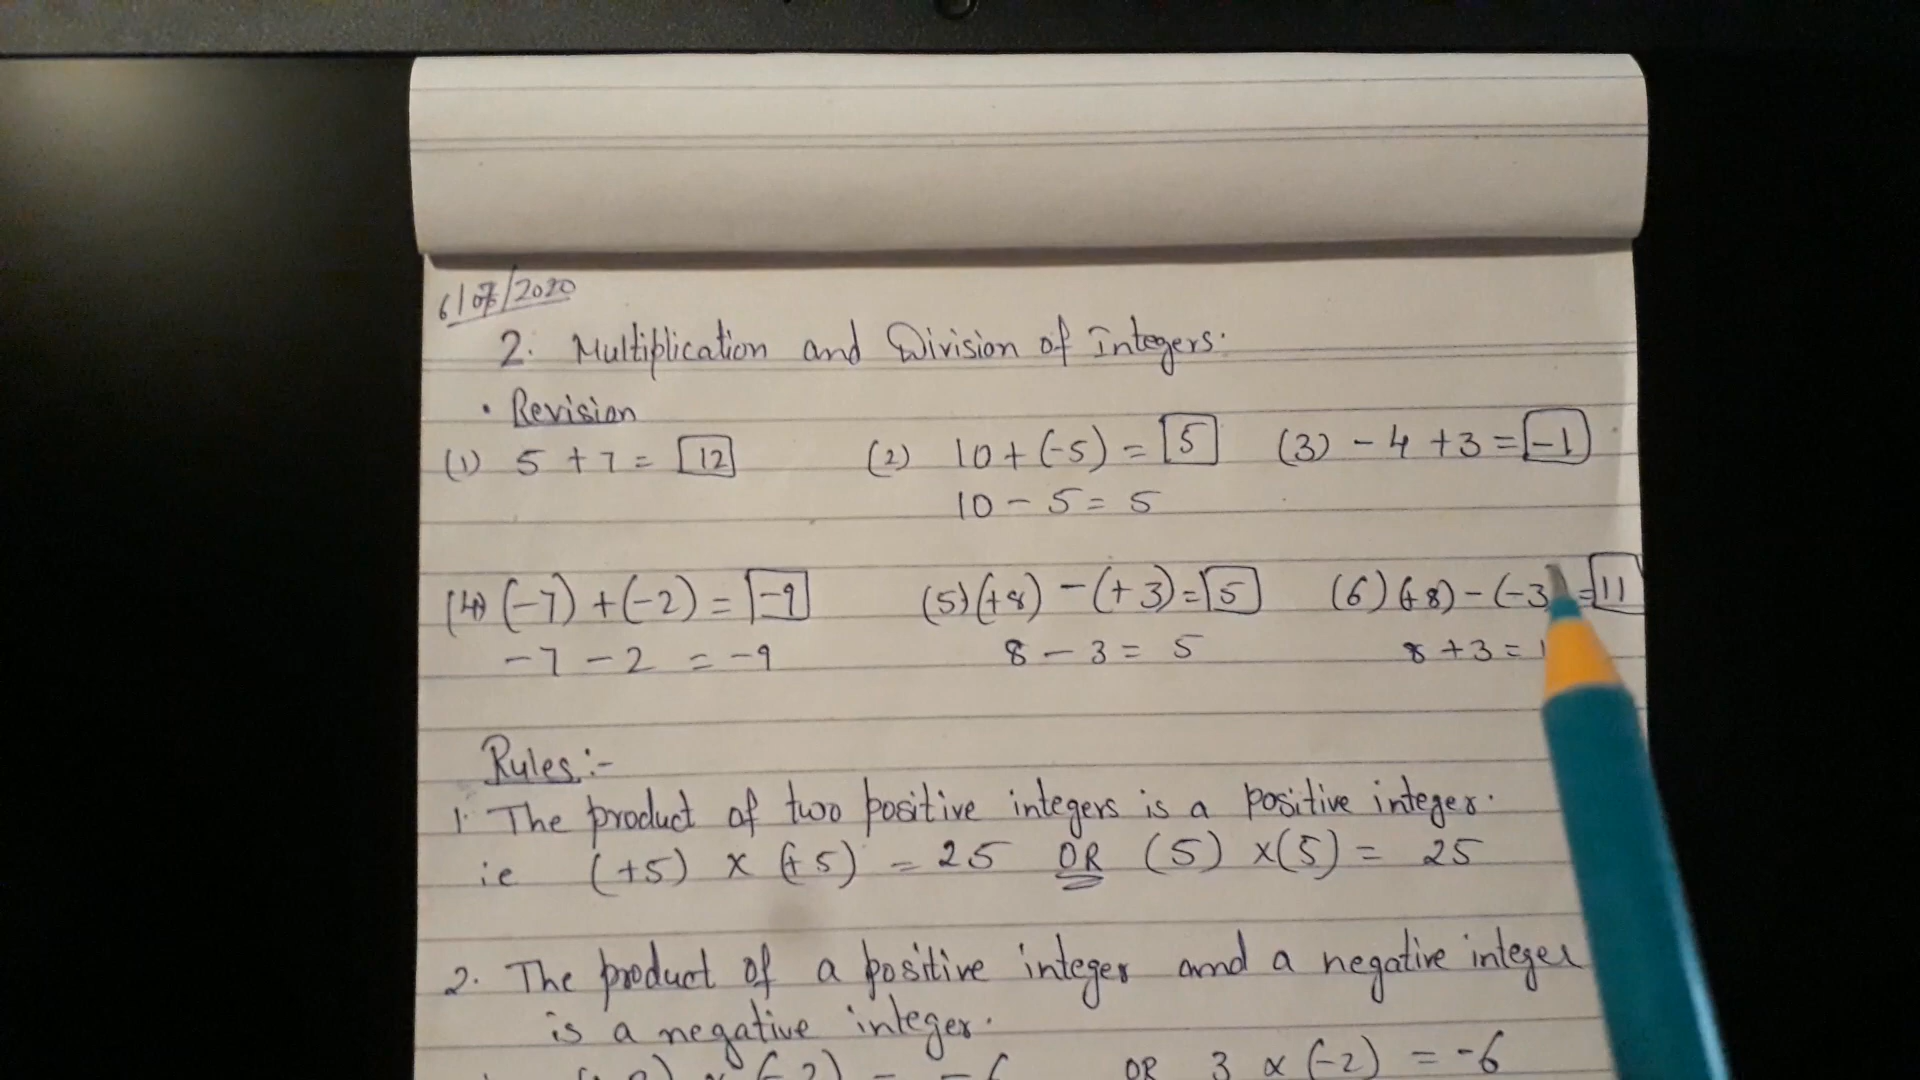 2. Multiplication and Division of Integers.
• Revision
(1) 5 + 7 = 12 (2) 10 + (-5) = 5 (3) - 4 + 3 = -1
10 - 5 = 5
(4) (-7) + (-2) = -9 (5) (+8) - (+3) = 5 (6) (+8) - (-3 = 11
-7 - 2 = -9 8 - 3 = 5 8 + 3 =
Rules :-
1. The product of two positive integers is a positive integer.
ie (+5) x (+5) = 25 OR (5) x (5) = 25
2. The product of a positive integer and a negative integer
is a negative integer.
OR 3 x (-2) = -6